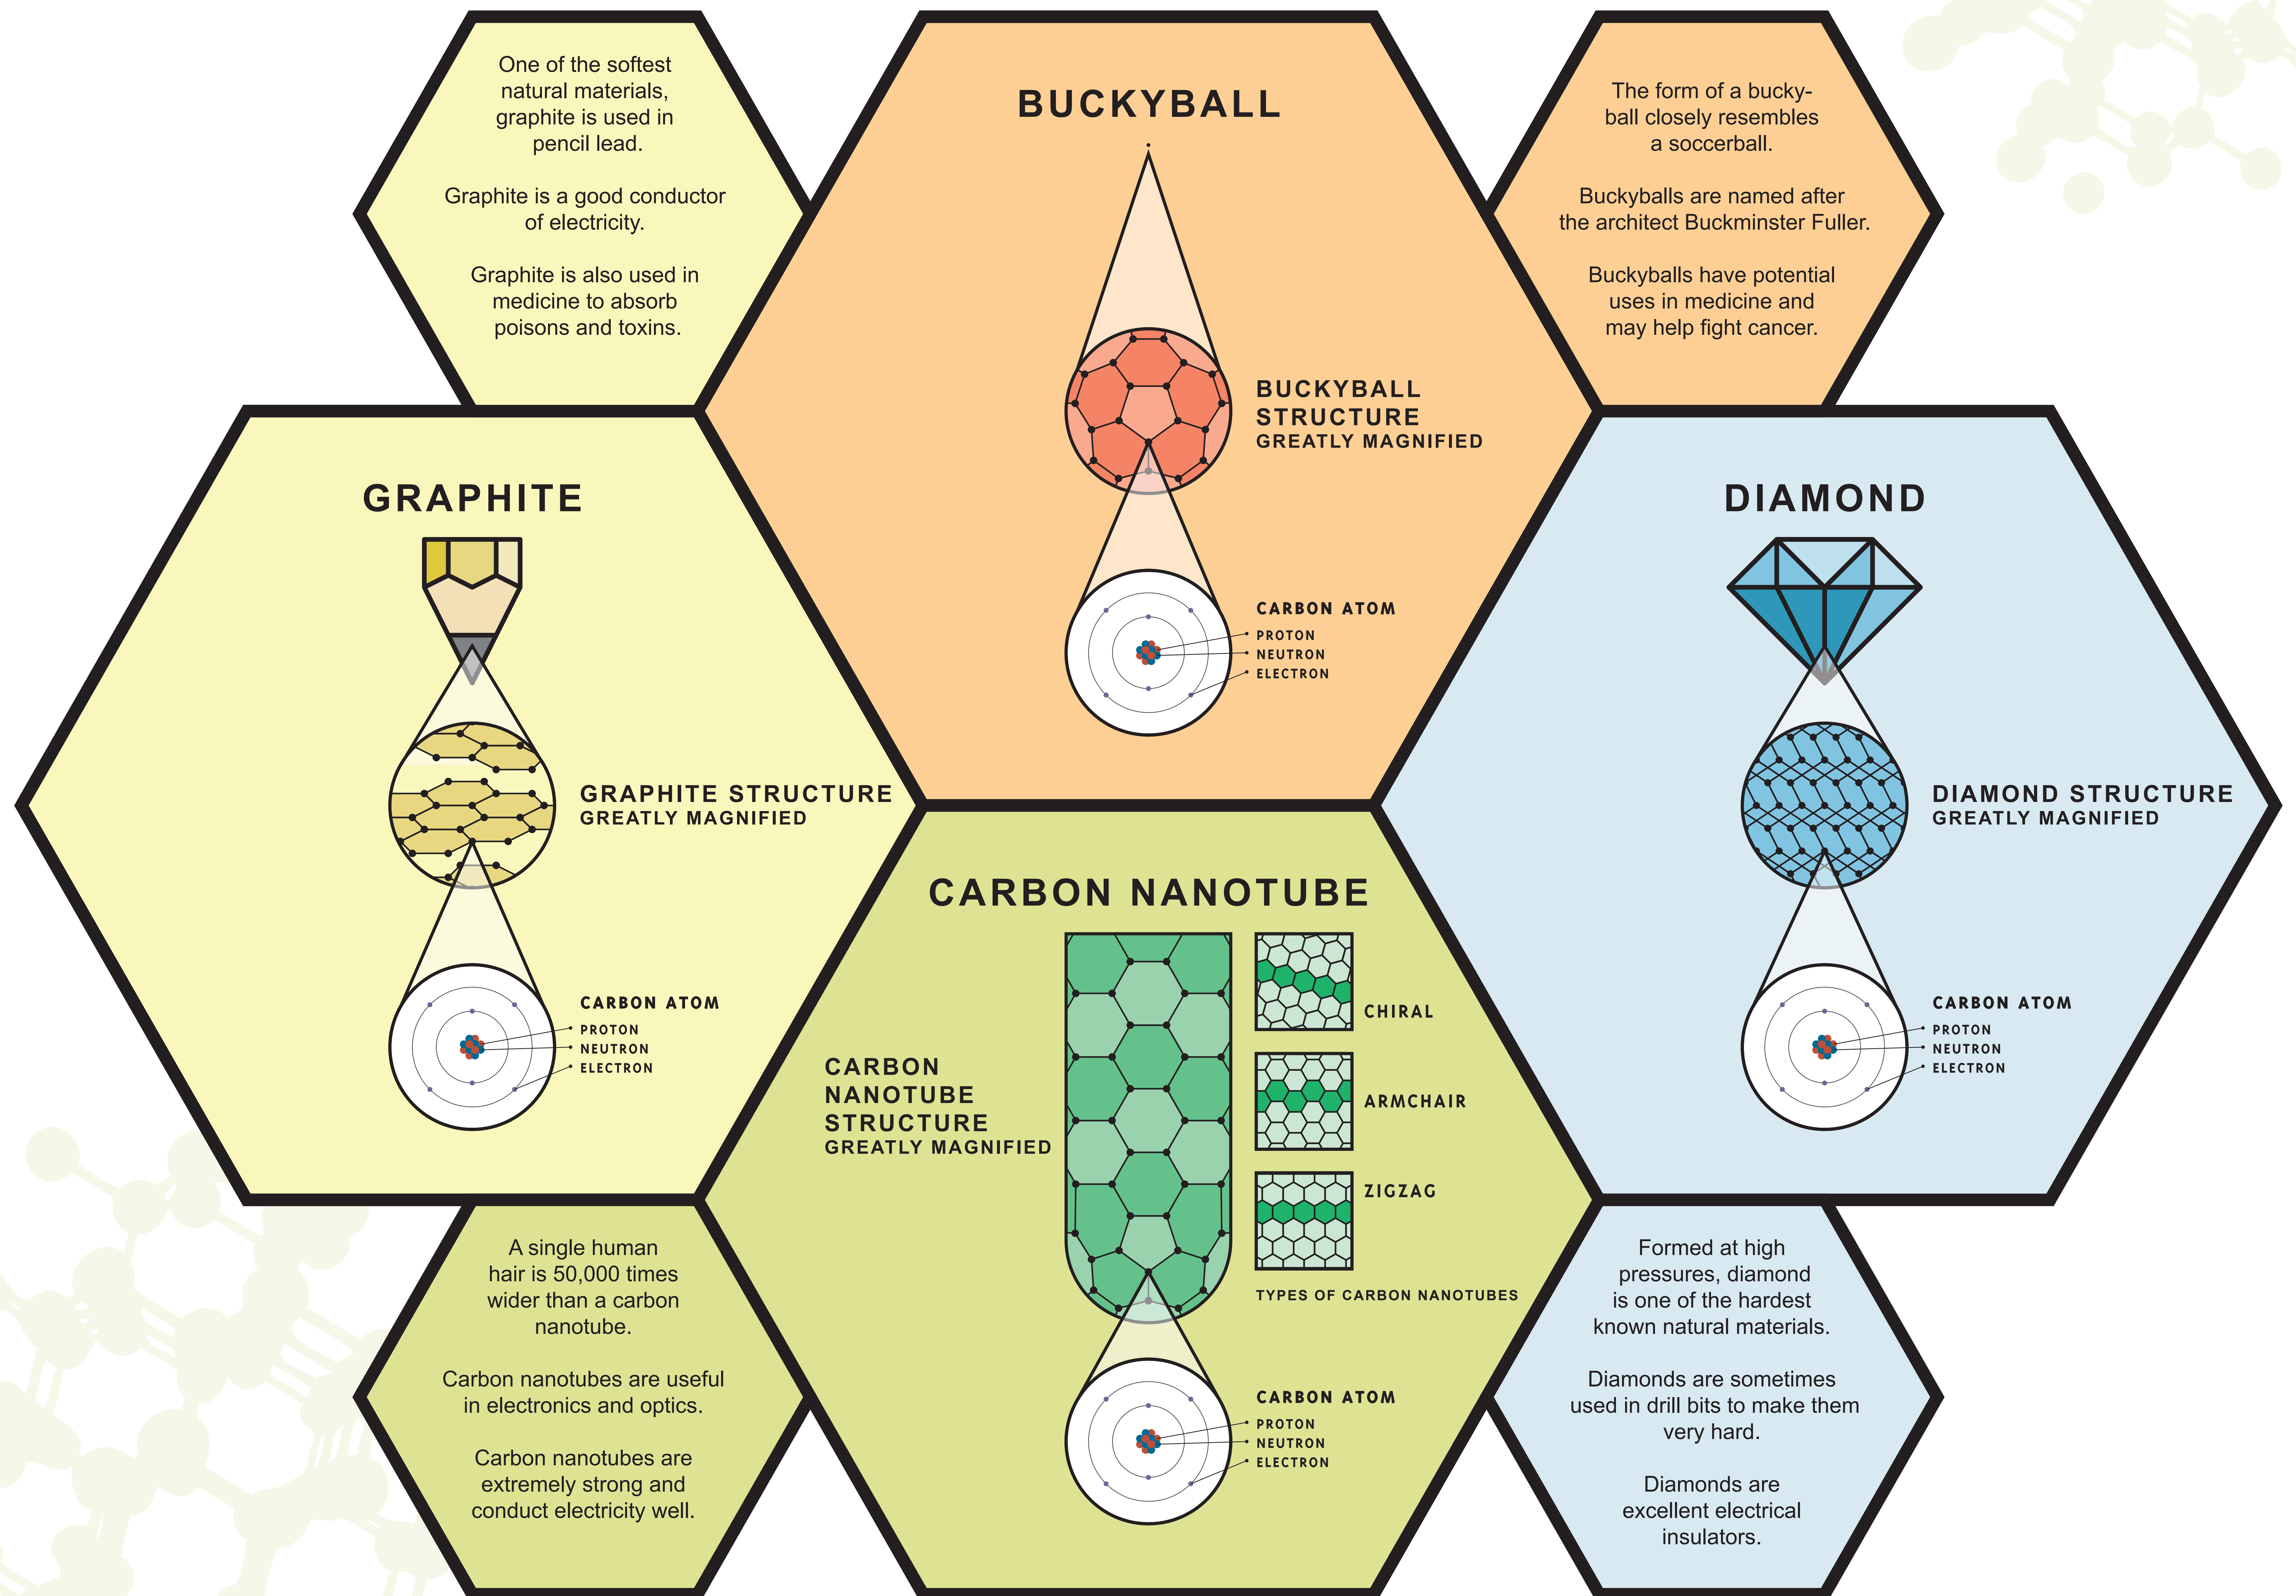 One of the softest
natural materials,
graphite is used in
pencil lead.
Graphite is a good conductor
of electricity.
Graphite is also used in
medicine to absorb
poisons and toxins.
BUCKYBALL
BUCKYBALL
STRUCTURE
GREATLY MAGNIFIED
CARBON ATOM
PROTON
NEUTRON
ELECTRON
The form of a bucky-
ball closely resembles
a soccerball.
Buckyballs are named after
the architect Buckminster Fuller.
Buckyballs have potential
uses in medicine and
may help fight cancer.
GRAPHITE
GRAPHITE STRUCTURE
GREATLY MAGNIFIED
CARBON ATOM
PROTON
NEUTRON
ELECTRON
DIAMOND
DIAMOND STRUCTURE
GREATLY MAGNIFIED
CARBON ATOM
PROTON
NEUTRON
ELECTRON
CARBON NANOTUBE
CARBON
NANOTUBE
STRUCTURE
GREATLY MAGNIFIED
CHIRAL
ARMCHAIR
ZIGZAG
TYPES OF CARBON NANOTUBES
CARBON ATOM
PROTON
NEUTRON
ELECTRON
A single human
hair is 50,000 times
wider than a carbon
nanotube.
Carbon nanotubes are useful
in electronics and optics.
Carbon nanotubes are
extremely strong and
conduct electricity well.
Formed at high
pressures, diamond
is one of the hardest
known natural materials.
Diamonds are sometimes
used in drill bits to make them
very hard.
Diamonds are
excellent electrical
insulators.